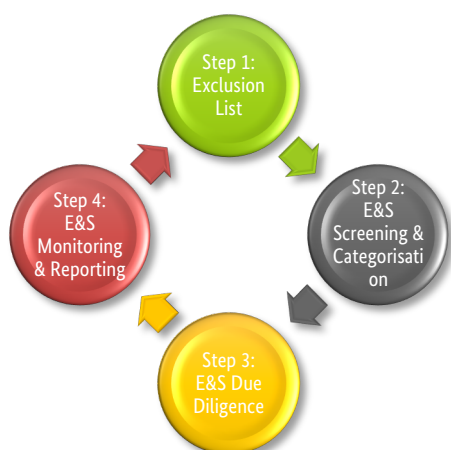 Step 1:
Exclusion
List
Step 2:
E&S
Screening &
Categorisati
on
Step 3:
E&S Due
Diligence
Step 4:
E&S
Monitoring
& Reporting